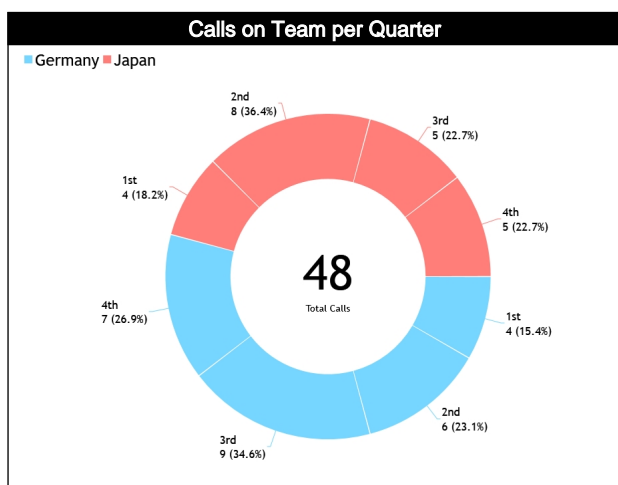 Calls on Team per Quarter
Germany Japan
2nd
8 (36.4%)
3rd
5 (22.7%)
1st
4 (18.2%)
4th
5 (22.7%)
48
Total Calls
4th
7 (26.9%)
1st
4 (15.4%)
2nd
6 (23.1%)
3rd
9 (34.6%)